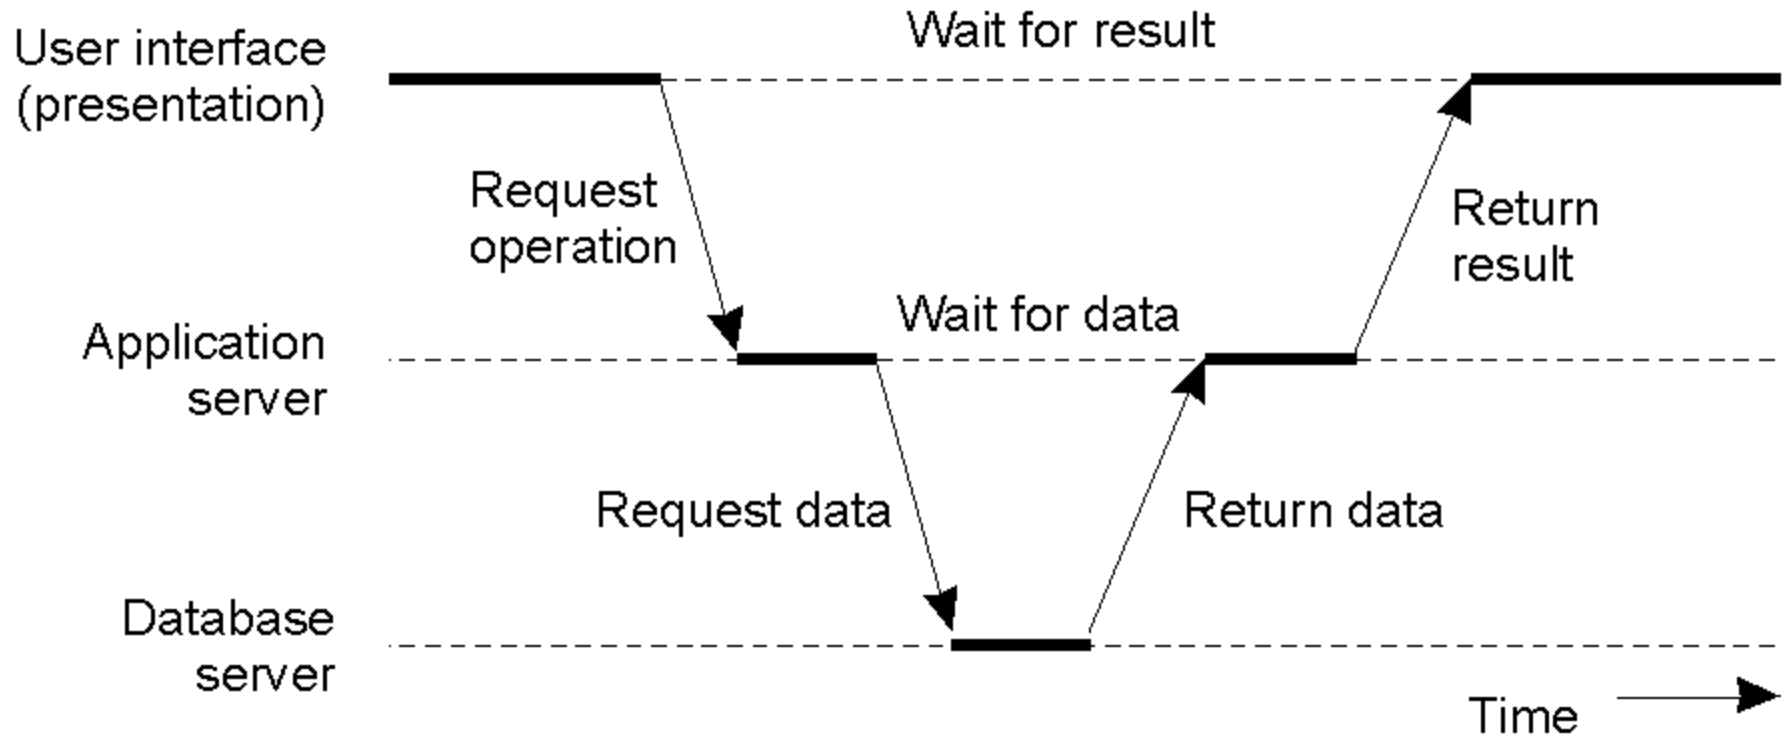 Wait for result
User interface
(presentation)
Request
operation
Return
result
Wait for data
Application
server
Request data
Return data
Database
server
Time